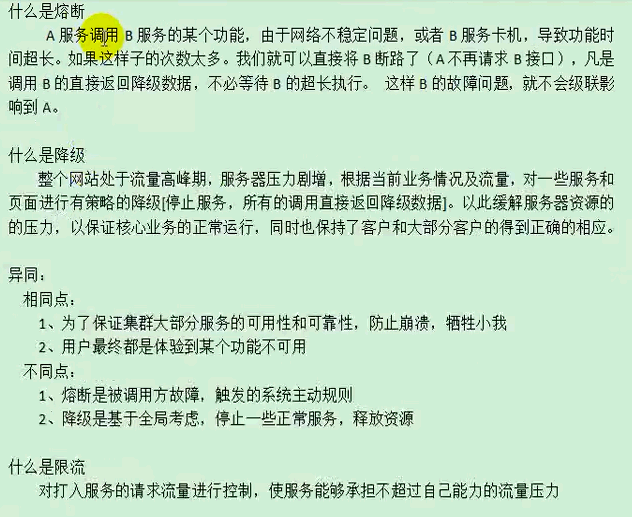 什么是熔断
A 服务调用 B 服务的某个功能，由于网络不稳定问题，或者 B 服务卡机，导致功能时
间超长。如果这样子的次数太多。我们就可以直接将 B 断路了（A 不再请求 B 接口），凡是
调用 B 的直接返回降级数据，不必等待 B 的超长执行。 这样 B 的故障问题，就不会级联影
响到 A。
什么是降级
整个网站处于流量高峰期，服务器压力剧增，根据当前业务情况及流量，对一些服务和
页面进行有策略的降级[停止服务，所有的调用直接返回降级数据]。以此缓解服务器资源的
的压力，以保证核心业务的正常运行，同时也保持了客户和大部分客户的得到正确的相应。
异同：
相同点：
1、为了保证集群大部分服务的可用性和可靠性，防止崩溃，牺牲小我
2、用户最终都是体验到某个功能不可用
不同点：
1、熔断是被调用方故障，触发的系统主动规则
2、降级是基于全局考虑，停止一些正常服务，释放资源
什么是限流
对打入服务的请求流量进行控制，使服务能够承担不超过自己能力的流量压力